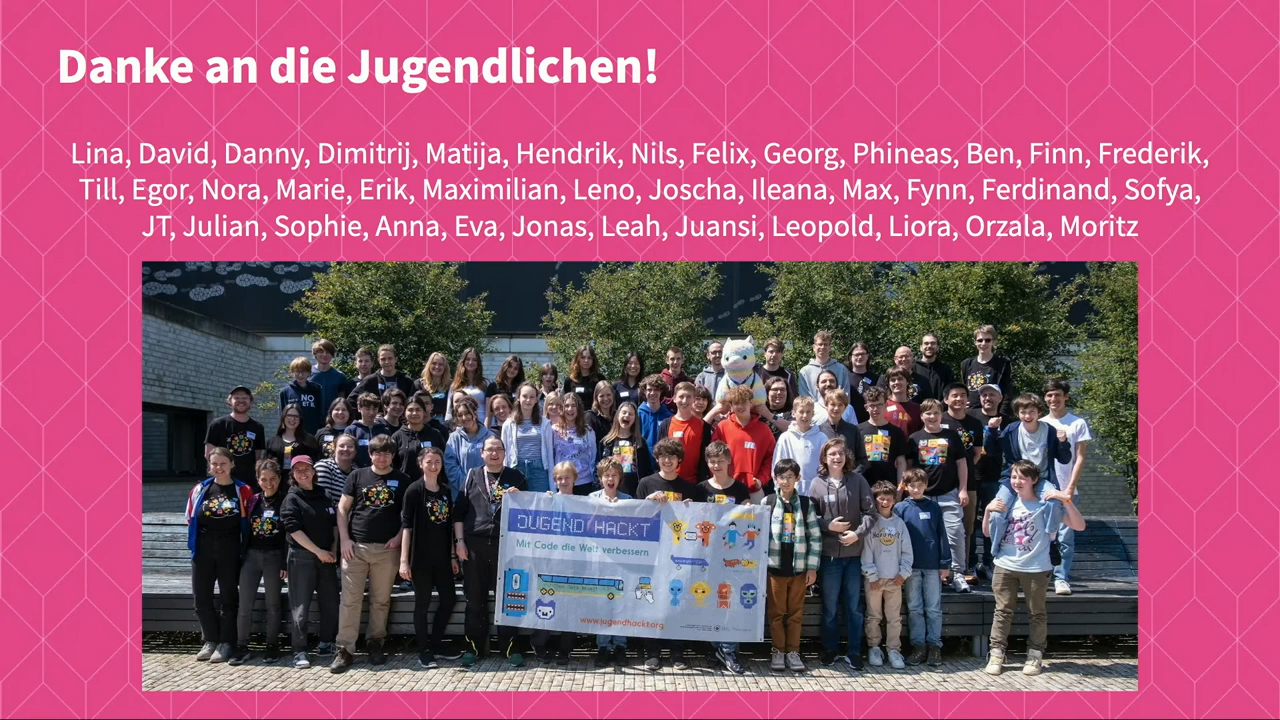 Danke an die Jugendlichen!
Lina, David, Danny, Dimitrij, Matija, Hendrik, Nils, Felix, Georg, Phineas, Ben, Finn, Frederik,
Till, Egor, Nora, Marie, Erik, Maximilian, Leno, Joscha, Ileana, Max, Fynn, Ferdinand, Sofya,
JT, Julian, Sophie, Anna, Eva, Jonas, Leah, Juansi, Leopold, Liora, Orzala, Moritz
JUGEND HACKT
Mit Code die Welt verbessern
www.jugendhackt.org